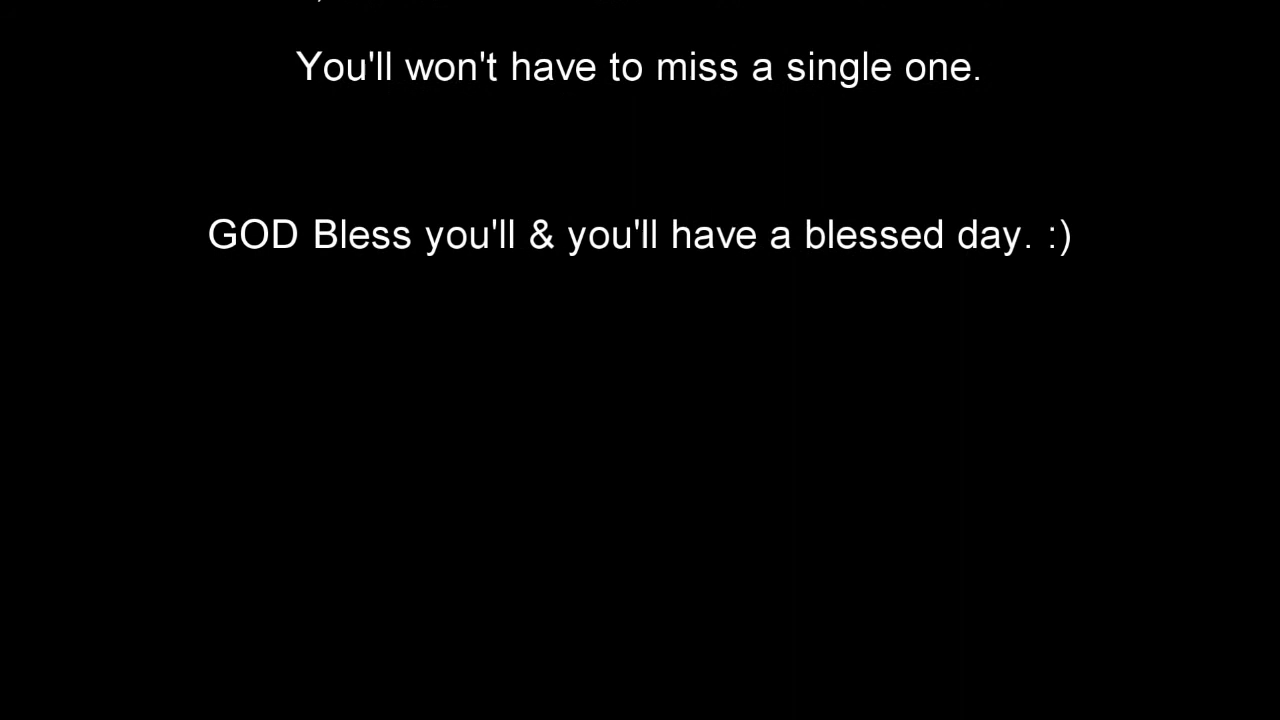 You'll won't have to miss a single one.
GOD Bless you'll & you'll have a blessed day. :)